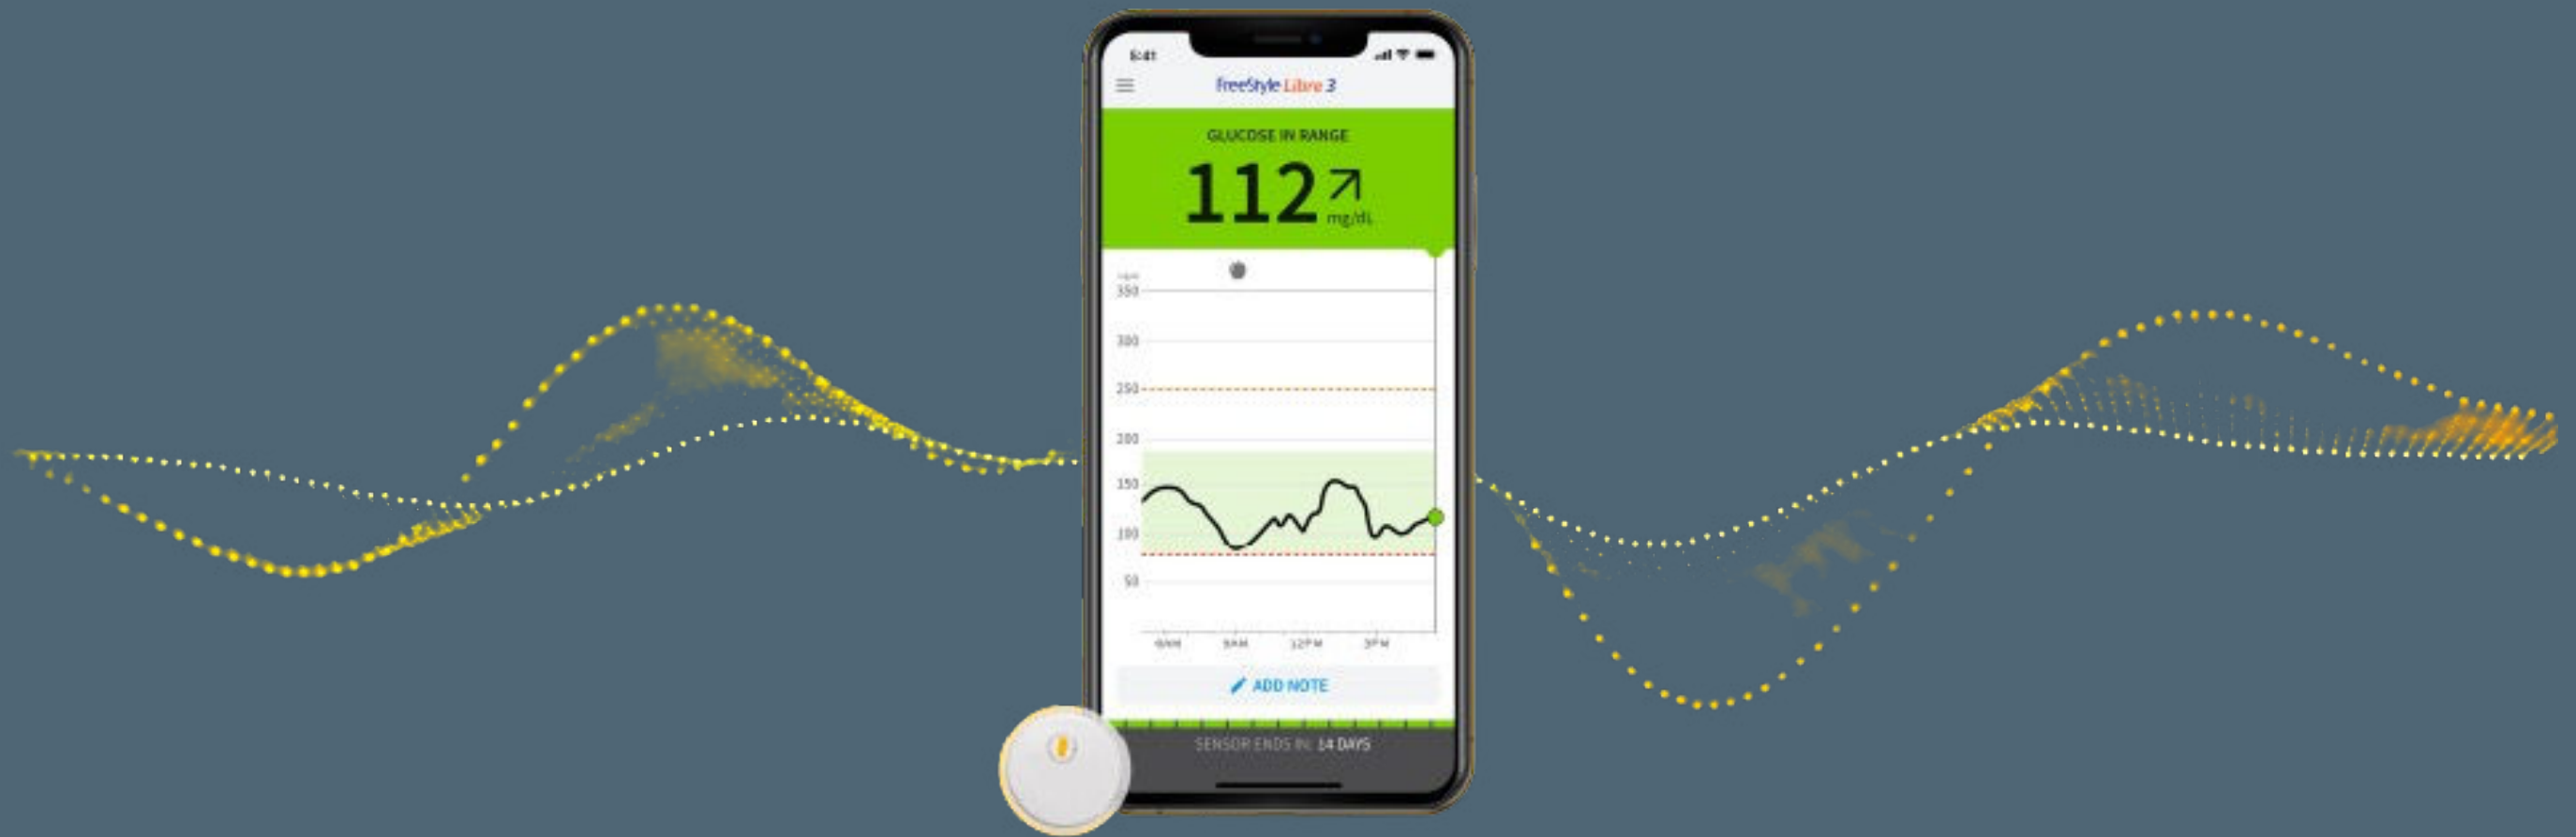 FreeStyle Libre 3
GLUCOSE IN RANGE
112
mg/dL
350
300
250
200
150
100
50
9AM 12PM 3PM
ADD NOTE
SENSOR ENDS IN: 14 DAYS